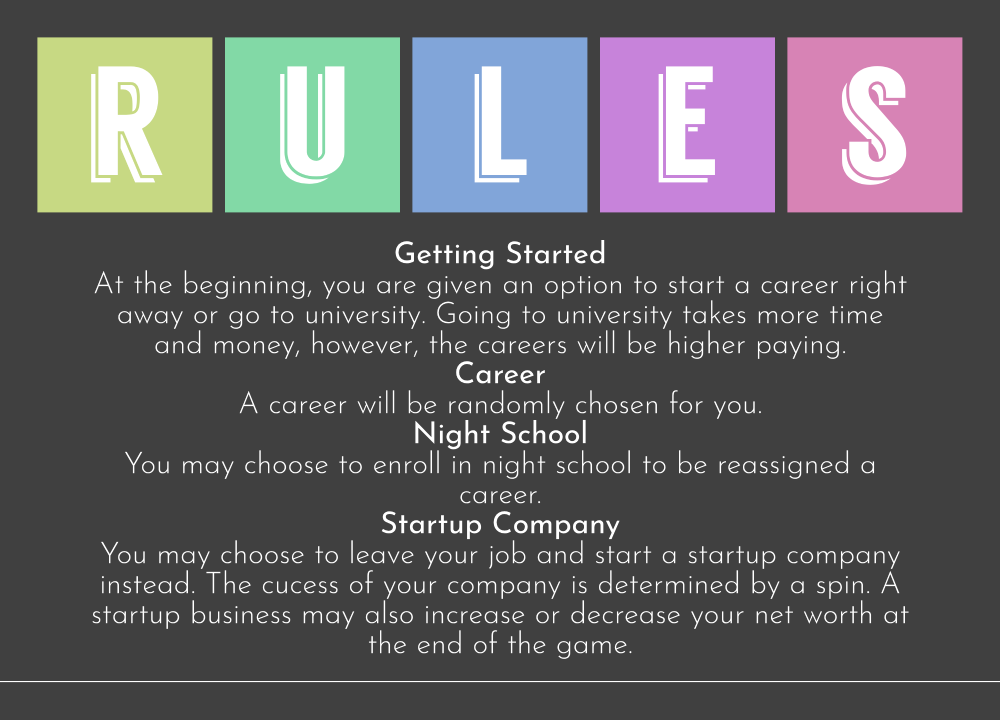 RULES
Getting Started
At the beginning, you are given an option to start a career right
away or go to university. Going to university takes more time
and money, however, the careers will be higher paying.
Career
A career will be randomly chosen for you.
Night School
You may choose to enroll in night school to be reassigned a
career.
Startup Company
You may choose to leave your job and start a startup company
instead. The cucess of your company is determined by a spin. A
startup business may also increase or decrease your net worth at
the end of the game.